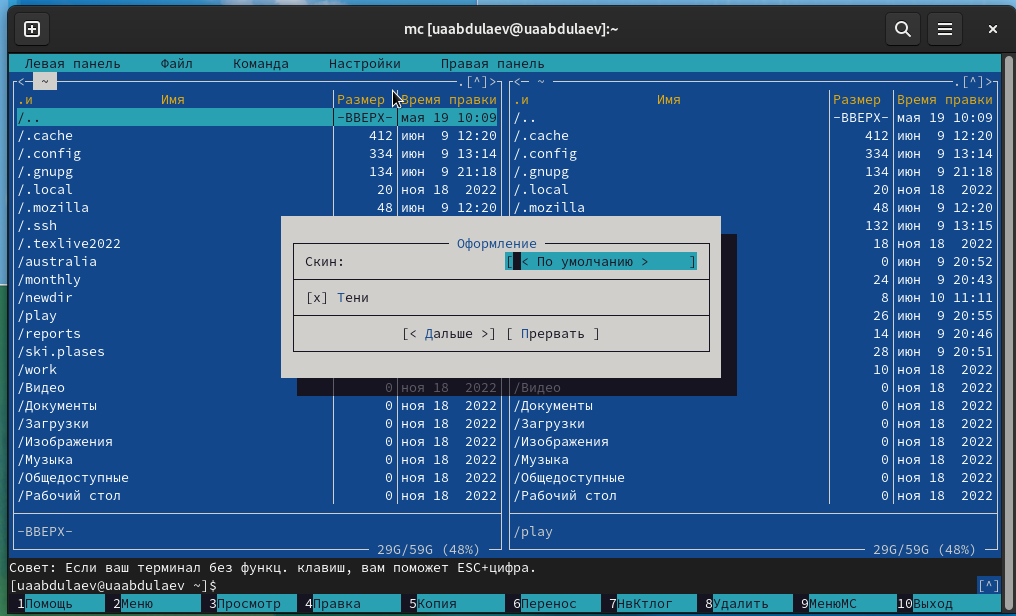 mc [uaabdulaev@uaabdulaev]:~
Левая панель Файл Команда Настройки Правая панель
<─ ~ .[^]> <─ ~ .[^]>
.и Имя Размер Время правки .и Имя Размер Время правки
/.. -ВВЕРХ- мая 19 10:09 /.. -ВВЕРХ- мая 19 10:09
/.cache 412 июн 9 12:20 /.cache 412 июн 9 12:20
/.config 334 июн 9 13:14 /.config 334 июн 9 13:14
/.gnupg 134 июн 9 21:18 /.gnupg 134 июн 9 21:18
/.local 20 ноя 18 2022 /.local 20 ноя 18 2022
/.mozilla 48 июн 9 12:20 /.mozilla 48 июн 9 12:20
/.ssh 132 июн 9 13:15
/.texlive2022 18 ноя 18 2022
/australia 0 июн 9 20:52
/monthly 24 июн 9 20:43
/newdir 8 июн 10 11:11
/play 26 июн 9 20:55
/reports 14 июн 9 20:46
/ski.plases 28 июн 9 20:51
/work 10 ноя 18 2022
Оформление
Скин: [< По умолчанию > ]
[x] Тени
[< Дальше >] [ Прервать ]
/Видео 0 ноя 18 2022 /Видео 0 ноя 18 2022
/Документы 0 ноя 18 2022 /Документы 0 ноя 18 2022
/Загрузки 0 ноя 18 2022 /Загрузки 0 ноя 18 2022
/Изображения 0 ноя 18 2022 /Изображения 0 ноя 18 2022
/Музыка 0 ноя 18 2022 /Музыка 0 ноя 18 2022
/Общедоступные 0 ноя 18 2022 /Общедоступные 0 ноя 18 2022
/Рабочий стол 0 ноя 18 2022 /Рабочий стол 0 ноя 18 2022
-ВВЕРХ- /play
29G/59G (48%) 29G/59G (48%)
Совет: Если ваш терминал без функц. клавиш, вам поможет ESC+цифра.
[uaabdulaev@uaabdulaev ~]$ [^]
1Помощь 2Меню 3Просмотр 4Правка 5Копия 6Перенос 7НвКтлог 8Удалить 9МенюMC 10Выход